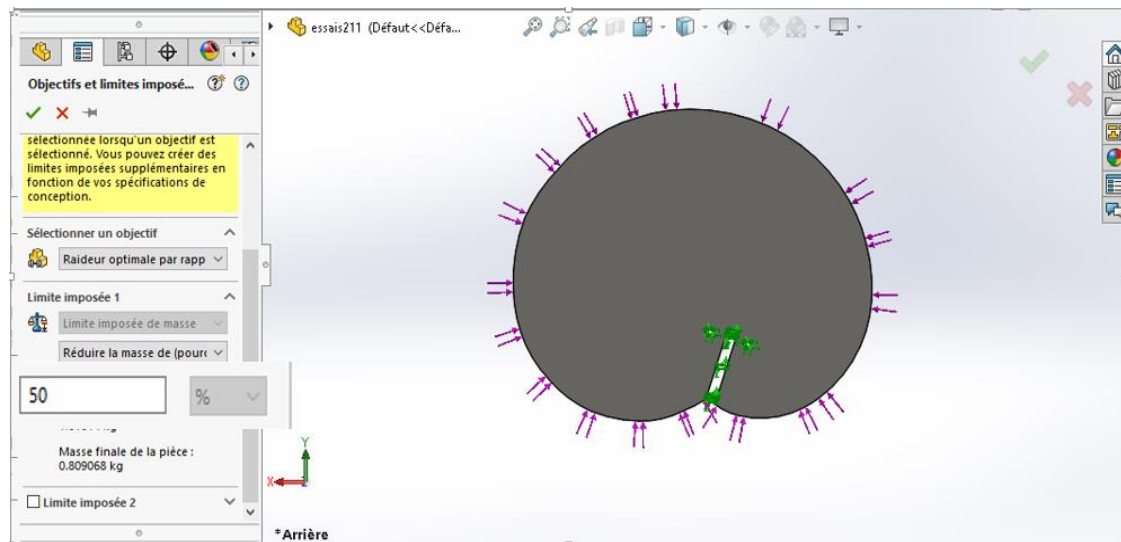 essais211 (Défaut<<Défa...
Objectifs et limites imposé...
sélectionnée lorsqu'un objectif est
sélectionné. Vous pouvez créer des
limites imposées supplémentaires en
fonction de vos spécifications de
conception.
Sélectionner un objectif
Raideur optimale par rapp
Limite imposée 1
Limite imposée de masse
Réduire la masse de (pourc
50
%
Masse finale de la pièce :
0.809068 kg
Limite imposée 2
Y
X
*Arrière